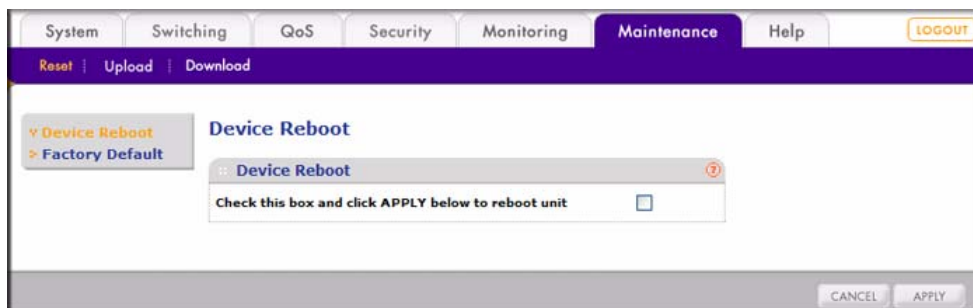 System Switching QoS Security Monitoring Maintenance Help LOGOUT
Reset Upload Download
Device Reboot
Factory Default
Device Reboot
Device Reboot ?
Check this box and click APPLY below to reboot unit
CANCEL APPLY